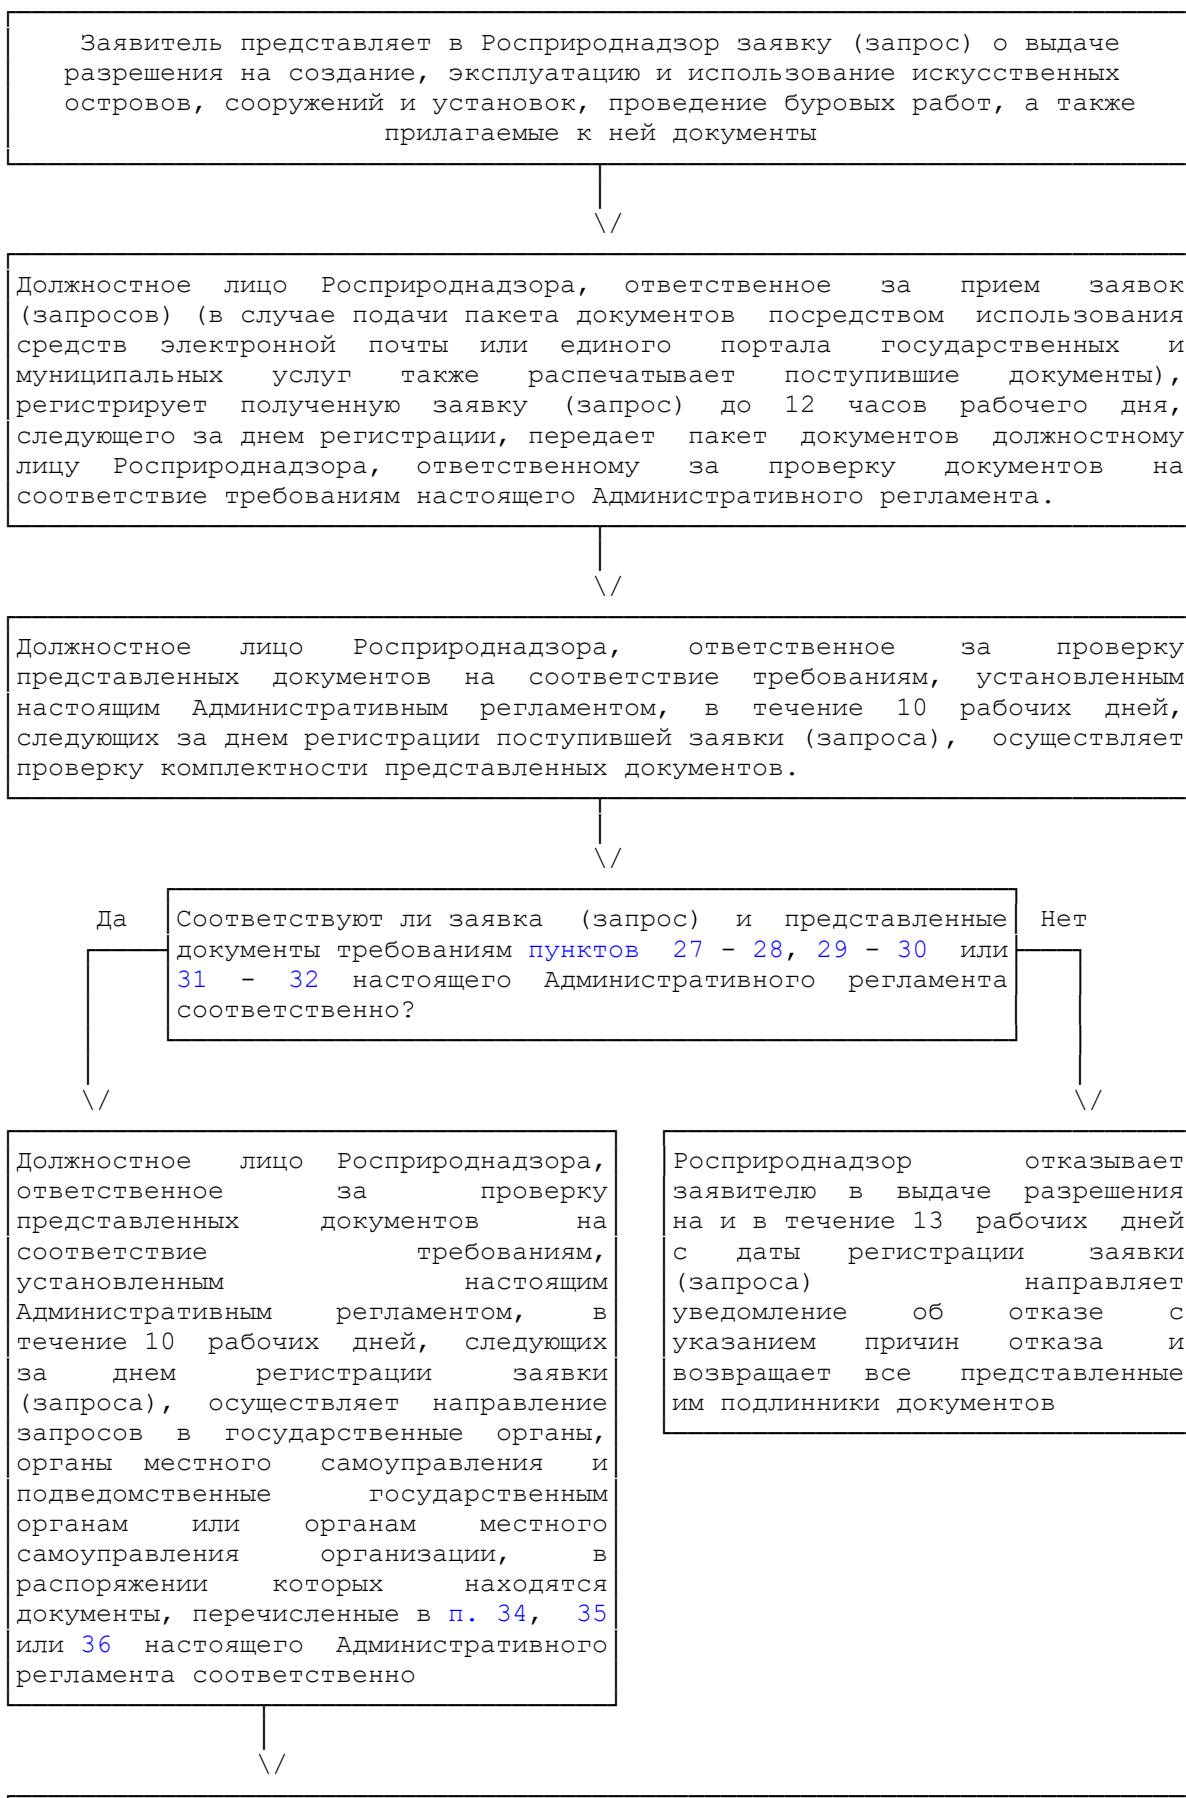 Заявитель представляет в Росприроднадзор заявку (запрос) о выдаче
разрешения на создание, эксплуатацию и использование искусственных
островов, сооружений и установок, проведение буровых работ, а также
прилагаемые к ней документы
\/
Должностное лицо Росприроднадзора, ответственное за прием заявок
(запросов) (в случае подачи пакета документов посредством использования
средств электронной почты или единого портала государственных и
муниципальных услуг также распечатывает поступившие документы),
регистрирует полученную заявку (запрос) до 12 часов рабочего дня,
следующего за днем регистрации, передает пакет документов должностному
лицу Росприроднадзора, ответственному за проверку документов на
соответствие требованиям настоящего Административного регламента.
\/
Должностное лицо Росприроднадзора, ответственное за проверку
представленных документов на соответствие требованиям, установленным
настоящим Административным регламентом, в течение 10 рабочих дней,
следующих за днем регистрации поступившей заявки (запроса), осуществляет
проверку комплектности представленных документов.
\/
Да
Соответствуют ли заявка (запрос) и представленные
документы требованиям пунктов 27 - 28, 29 - 30 или
31 - 32 настоящего Административного регламента
соответственно?
Нет
\/
\/
Должностное лицо Росприроднадзора,
ответственное за проверку
представленных документов на
соответствие требованиям,
установленным настоящим
Административным регламентом, в
течение 10 рабочих дней, следующих
за днем регистрации заявки
(запроса), осуществляет направление
запросов в государственные органы,
органы местного самоуправления и
подведомственные государственным
органам или органам местного
самоуправления организации, в
распоряжении которых находятся
документы, перечисленные в п. 34, 35
или 36 настоящего Административного
регламента соответственно
Росприроднадзор отказывает
заявителю в выдаче разрешения
на и в течение 13 рабочих дней
с даты регистрации заявки
(запроса) направляет
уведомление об отказе с
указанием причин отказа и
возвращает все представленные
им подлинники документов
\/